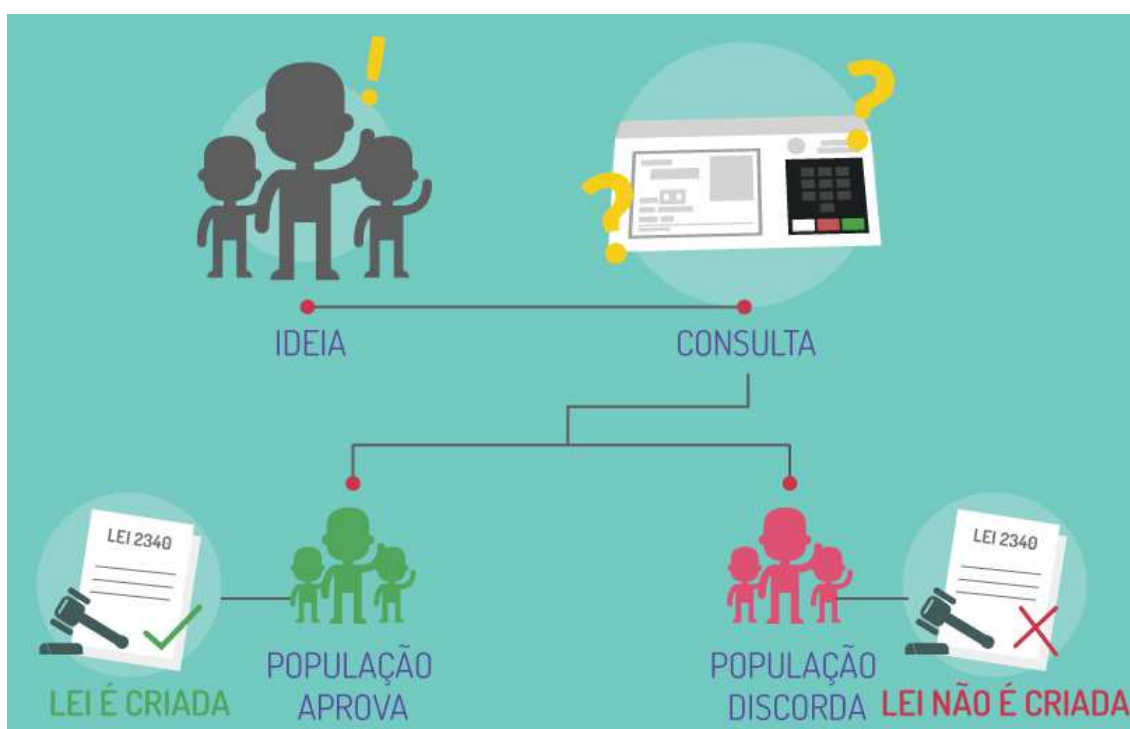 !
?
?
IDEIA
CONSULTA
LEI 2340
LEI 2340
POPULAÇÃO
APROVA
POPULAÇÃO
DISCORDA
LEI É CRIADA
LEI NÃO É CRIADA